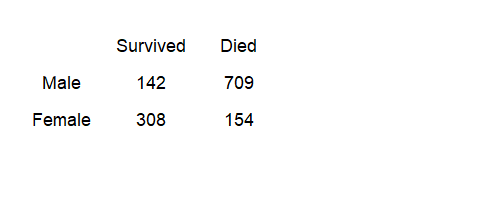 Survived Died
Male 142 709
Female 308 154